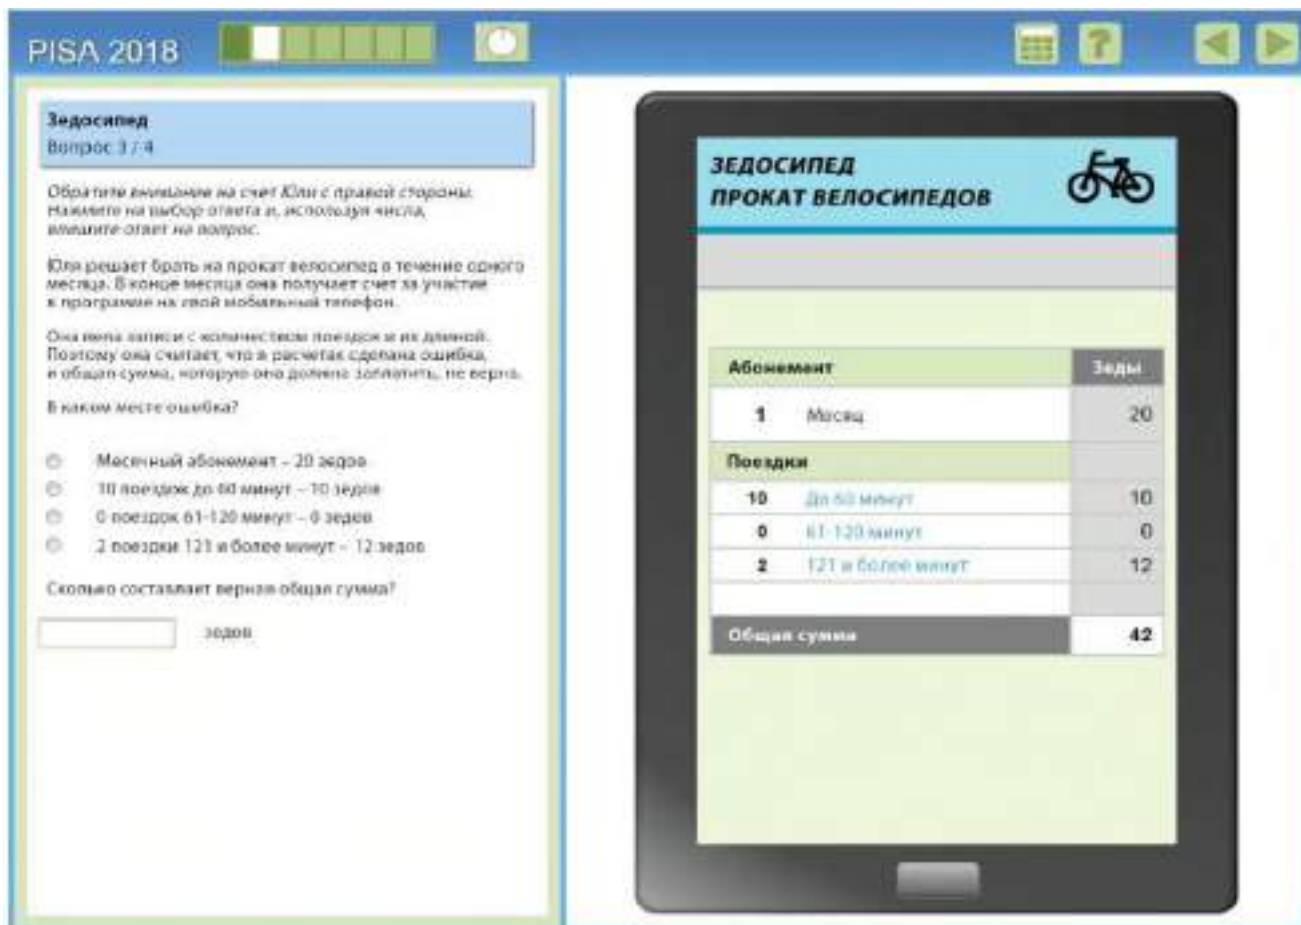 PISA 2018
Зедосипед
Вопрос 3 / 4
Обратите внимание на счет Юли с правой стороны.
Нажмите на выбор ответа и, используя числа,
впишите ответ на вопрос.
Юля решает брать на прокат велосипед в течение одного
месяца. В конце месяца она получает счет за участие
в программе на свой мобильный телефон.
Она вела записи с количеством поездок и их длиной.
Поэтому она считает, что в расчетах сделана ошибка,
и общая сумма, которую она должна заплатить, не верна.
В каком месте ошибка?
Месячный абонемент – 20 зедов
10 поездок до 60 минут – 10 зедов
0 поездок 61-120 минут – 0 зедов
2 поездки 121 и более минут – 12 зедов
Сколько составляет верная общая сумма?
зедов
ЗЕДОСИПЕД
ПРОКАТ ВЕЛОСИПЕДОВ
Абонемент Зеды
1 Месяц 20
Поездки
10 До 60 минут 10
0 61-120 минут 0
2 121 и более минут 12
Общая сумма 42